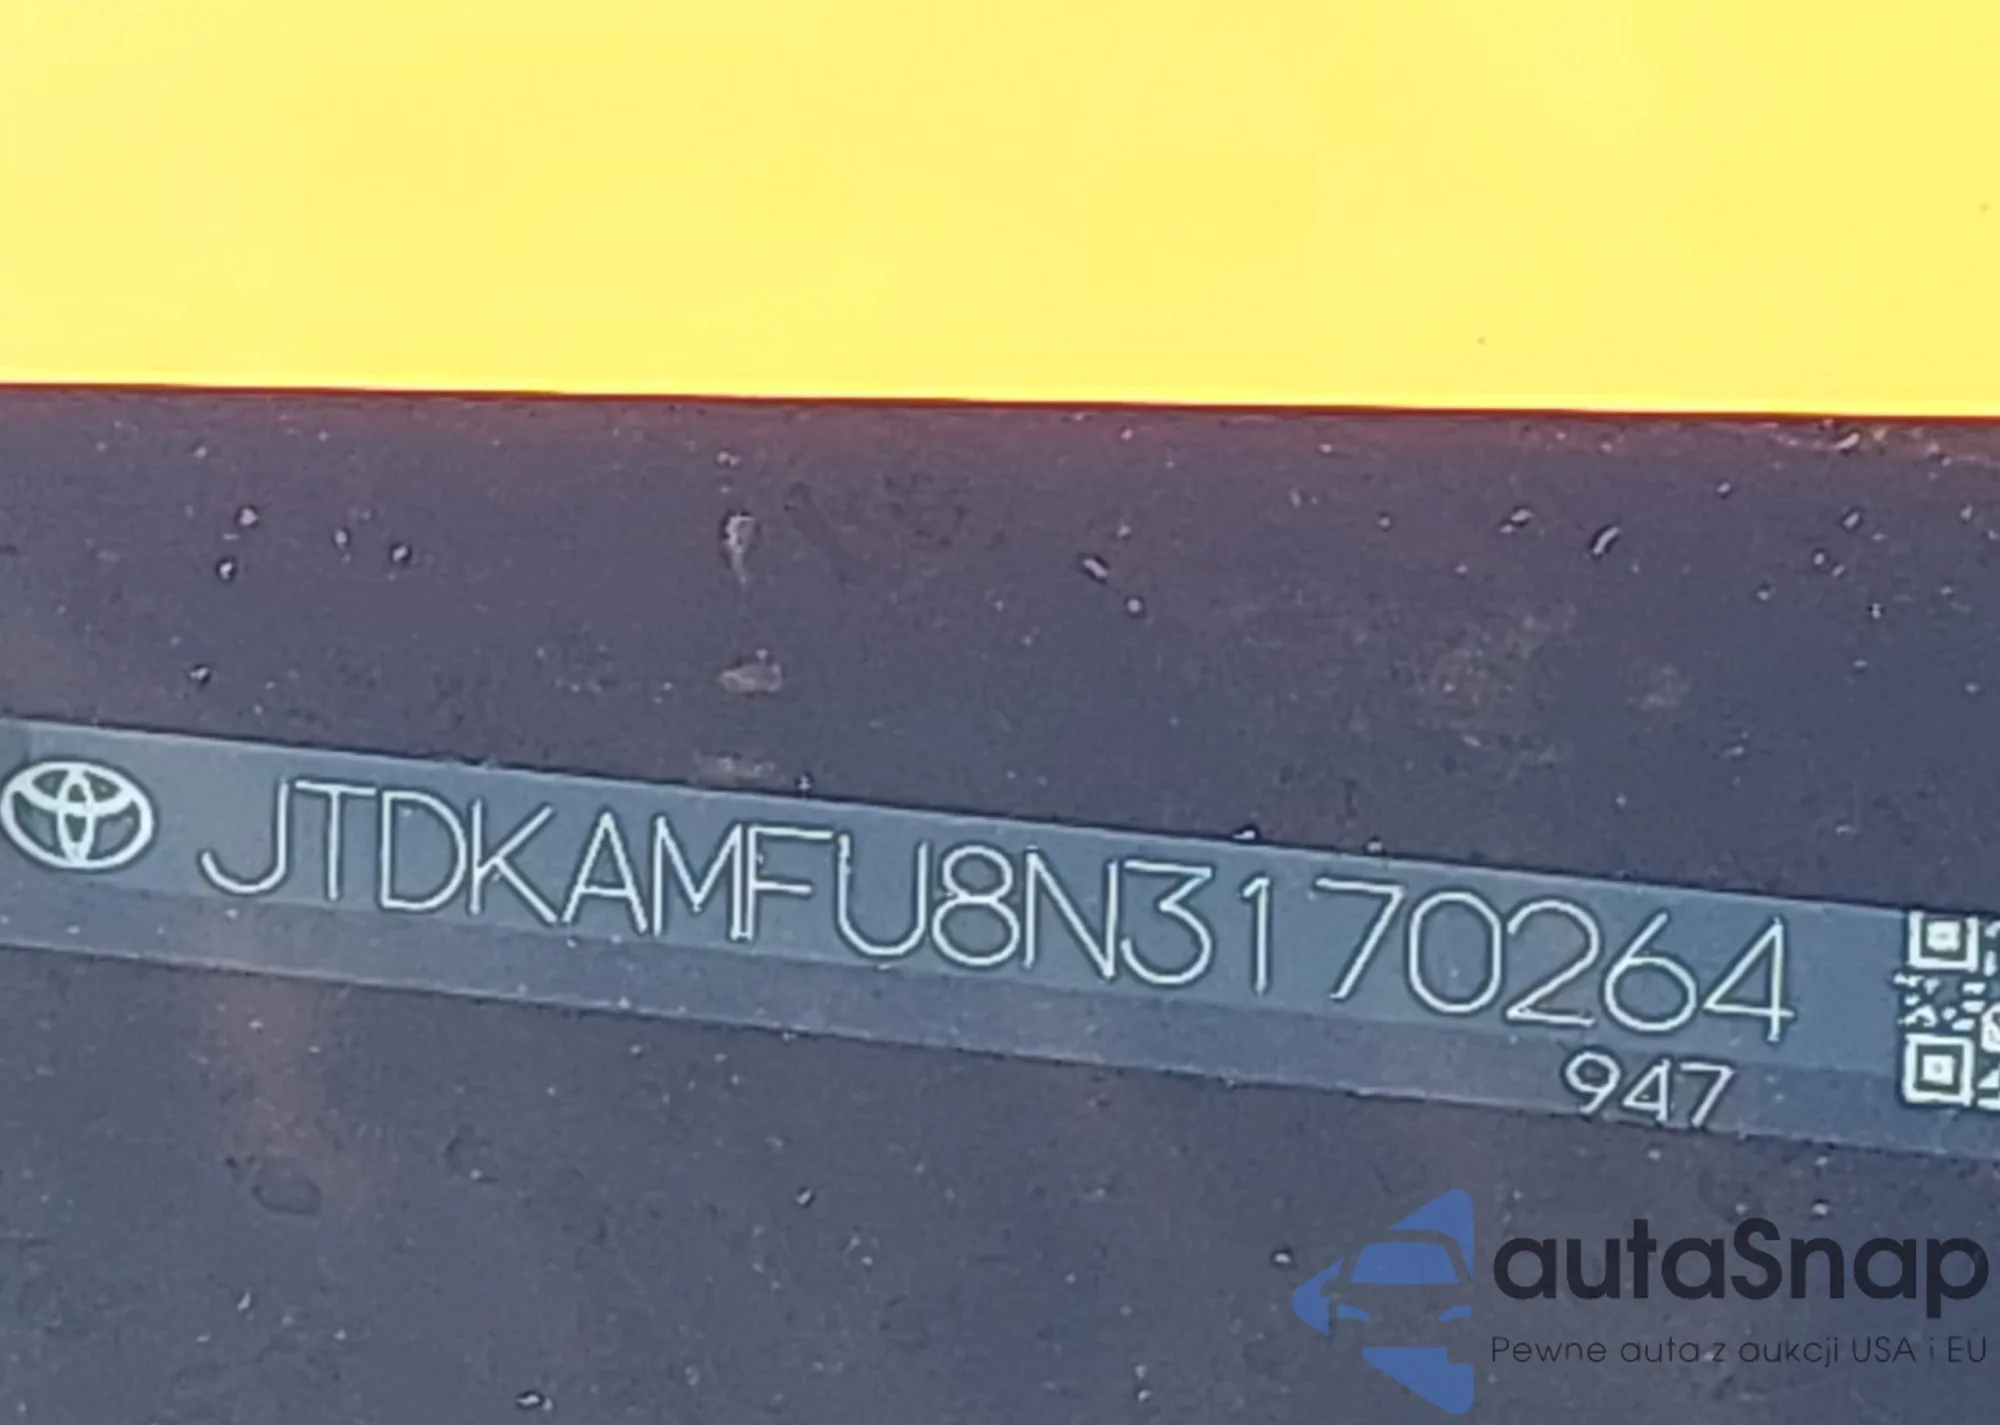 JTDKAMFU8N3170264
947
autaSnap
Pewne auta z aukcji USA i EU